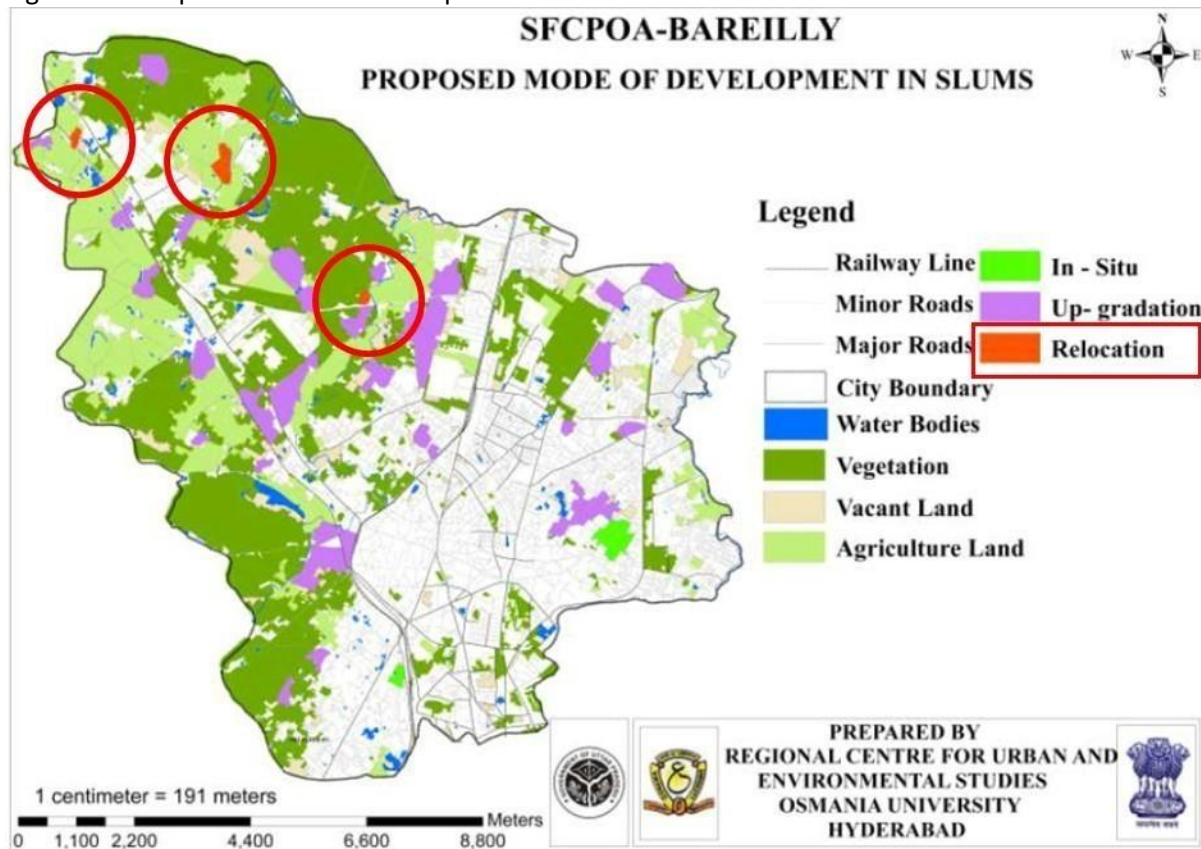 SFCPOA-BAREILLY
PROPOSED MODE OF DEVELOPMENT IN SLUMS
N
W
E
S
Legend
Railway Line
Minor Roads
Major Roads
City Boundary
Water Bodies
Vegetation
Vacant Land
Agriculture Land
In - Situ
Up- gradation
Relocation
1 centimeter = 191 meters
Meters
0 1,100 2,200 4,400 6,600 8,800
PREPARED BY
REGIONAL CENTRE FOR URBAN AND
ENVIRONMENTAL STUDIES
OSMANIA UNIVERSITY
HYDERABAD